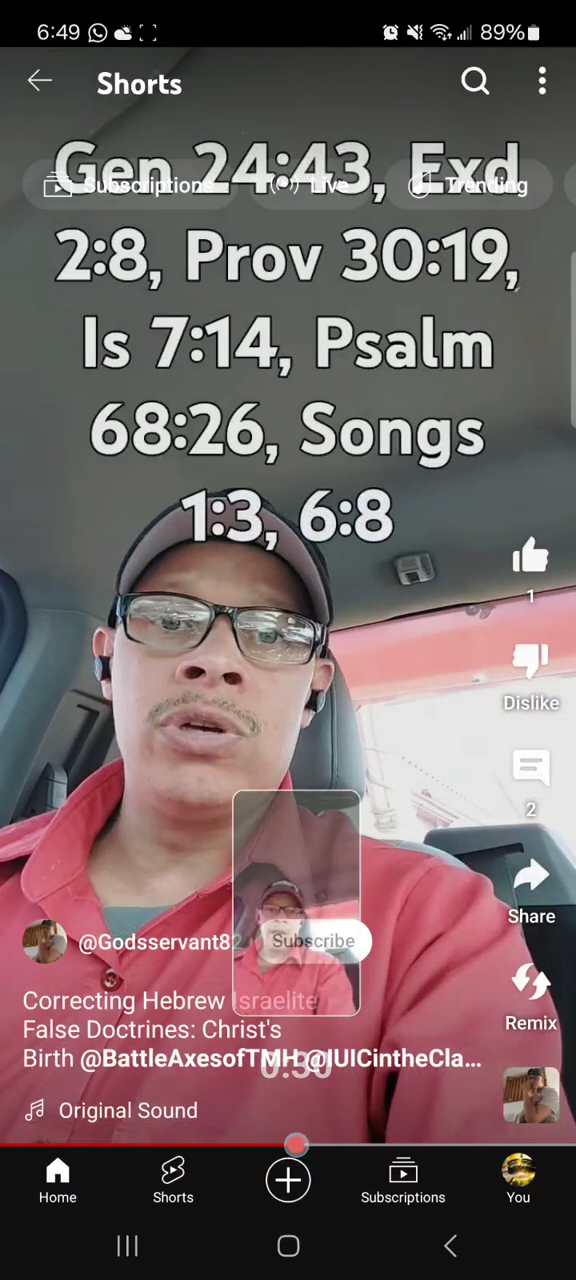 6:49
89%
Shorts
Gen 24:43, Exd
Subscriptions
Live
Trending
2:8, Prov 30:19,
Is 7:14, Psalm
68:26, Songs
1:3, 6:8
1
Dislike
2
Share
@Godsservant82
Subscribe
Correcting Hebrew Israelite
False Doctrines: Christ's
Remix
Birth @BattleAxesofTMH @IUICintheCla...
0:30
Original Sound
Home
Shorts
Subscriptions
You